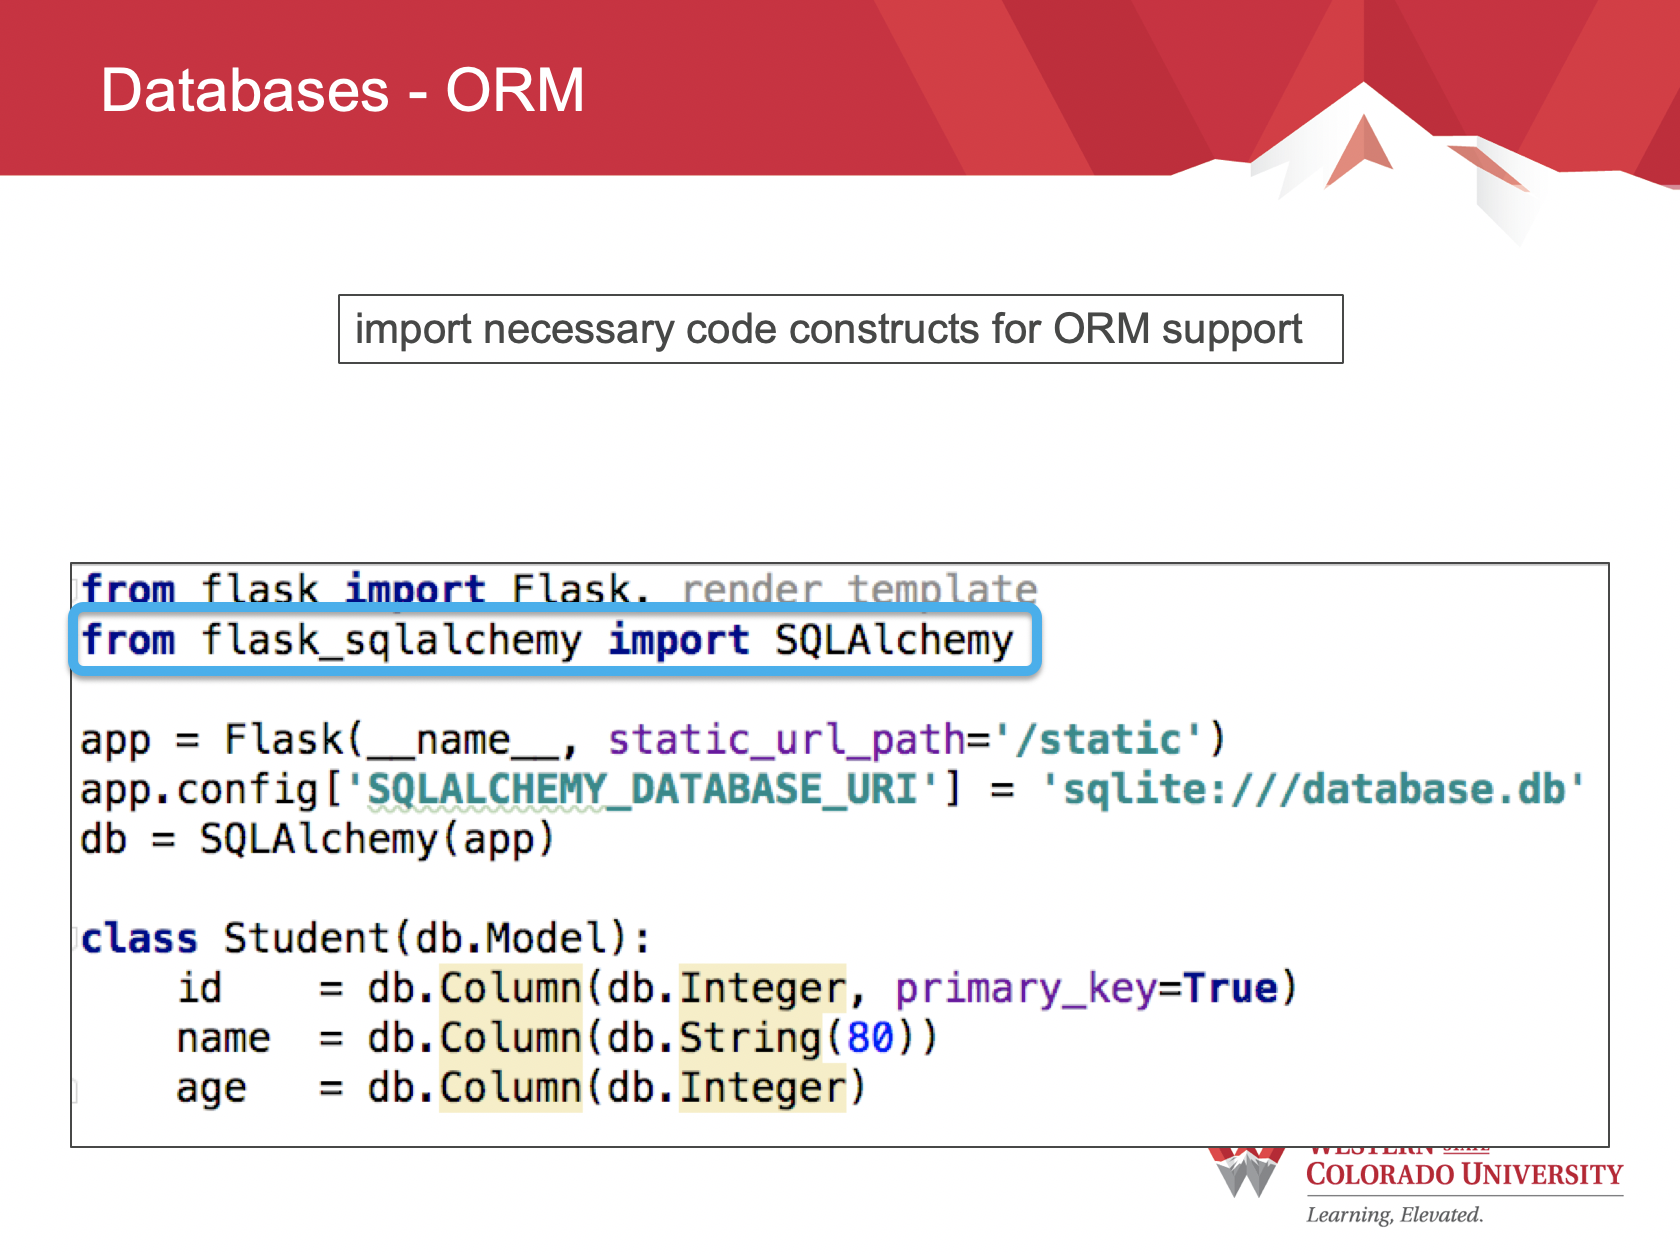 Databases - ORM
import necessary code constructs for ORM support
from flask import Flask, render_template
from flask_sqlalchemy import SQLAlchemy
app = Flask(__name__, static_url_path='/static')
app.config['SQLALCHEMY_DATABASE_URI'] = 'sqlite:///database.db'
db = SQLAlchemy(app)
class Student(db.Model):
    id    = db.Column(db.Integer, primary_key=True)
    name  = db.Column(db.String(80))
    age   = db.Column(db.Integer)
WESTERN STATE
COLORADO UNIVERSITY
Learning, Elevated.